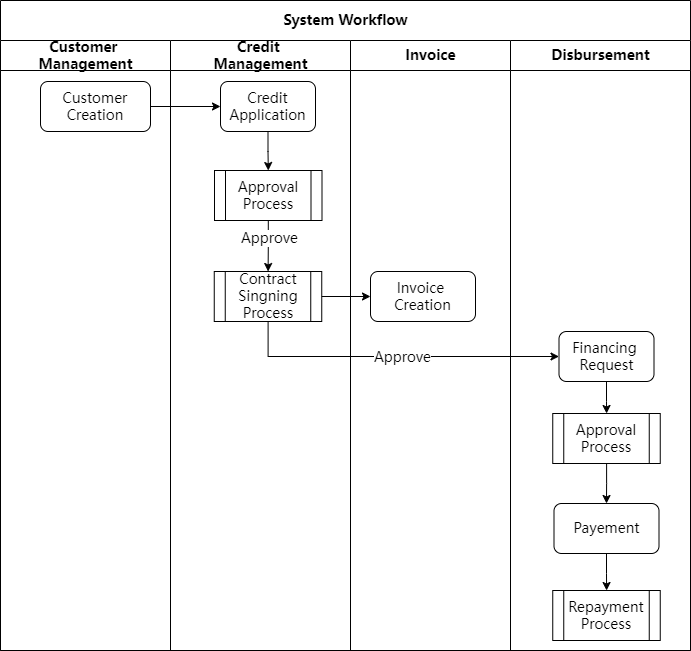 System Workflow
Customer
Management
Credit
Management
Invoice
Disbursement
Customer
Creation
Credit
Application
Approval
Process
Approve
Contract
Singning
Process
Invoice
Creation
Approve
Financing
Request
Approval
Process
Payement
Repayment
Process